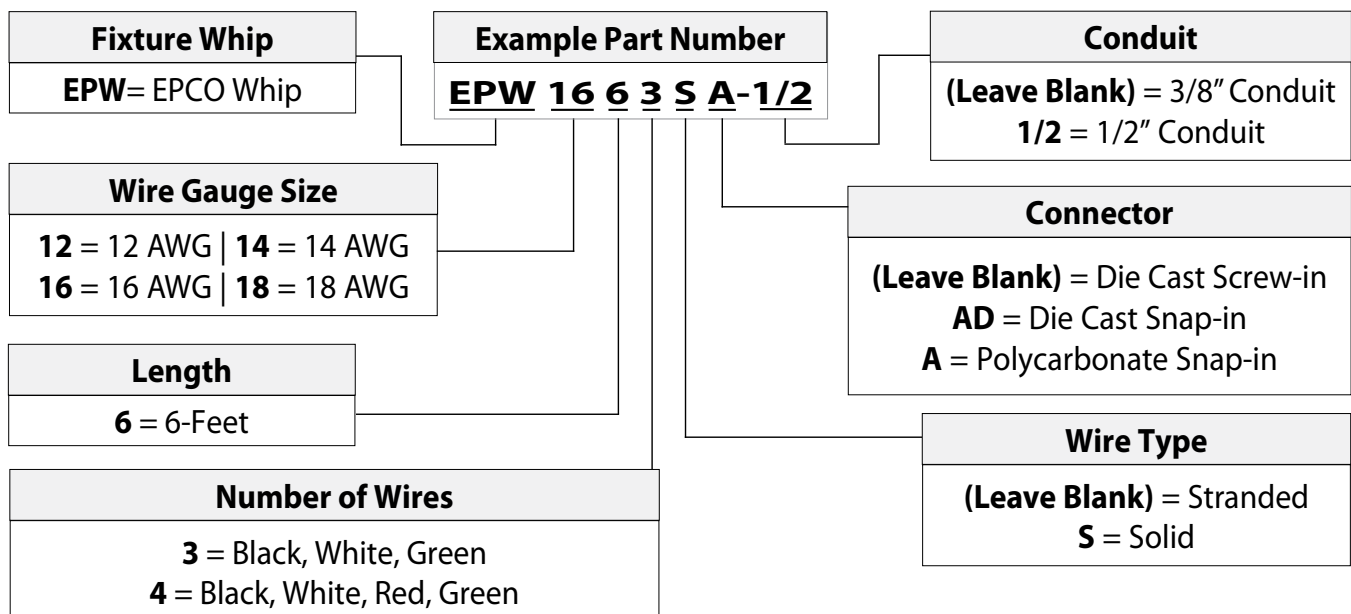 Fixture Whip
EPW= EPCO Whip
Example Part Number
EPW 16 6 3 S A-1/2
Conduit
(Leave Blank) = 3/8” Conduit
1/2 = 1/2” Conduit
Wire Gauge Size
12 = 12 AWG | 14 = 14 AWG
16 = 16 AWG | 18 = 18 AWG
Connector
(Leave Blank) = Die Cast Screw-in
AD = Die Cast Snap-in
A = Polycarbonate Snap-in
Length
6 = 6-Feet
Wire Type
(Leave Blank) = Stranded
S = Solid
Number of Wires
3 = Black, White, Green
4 = Black, White, Red, Green